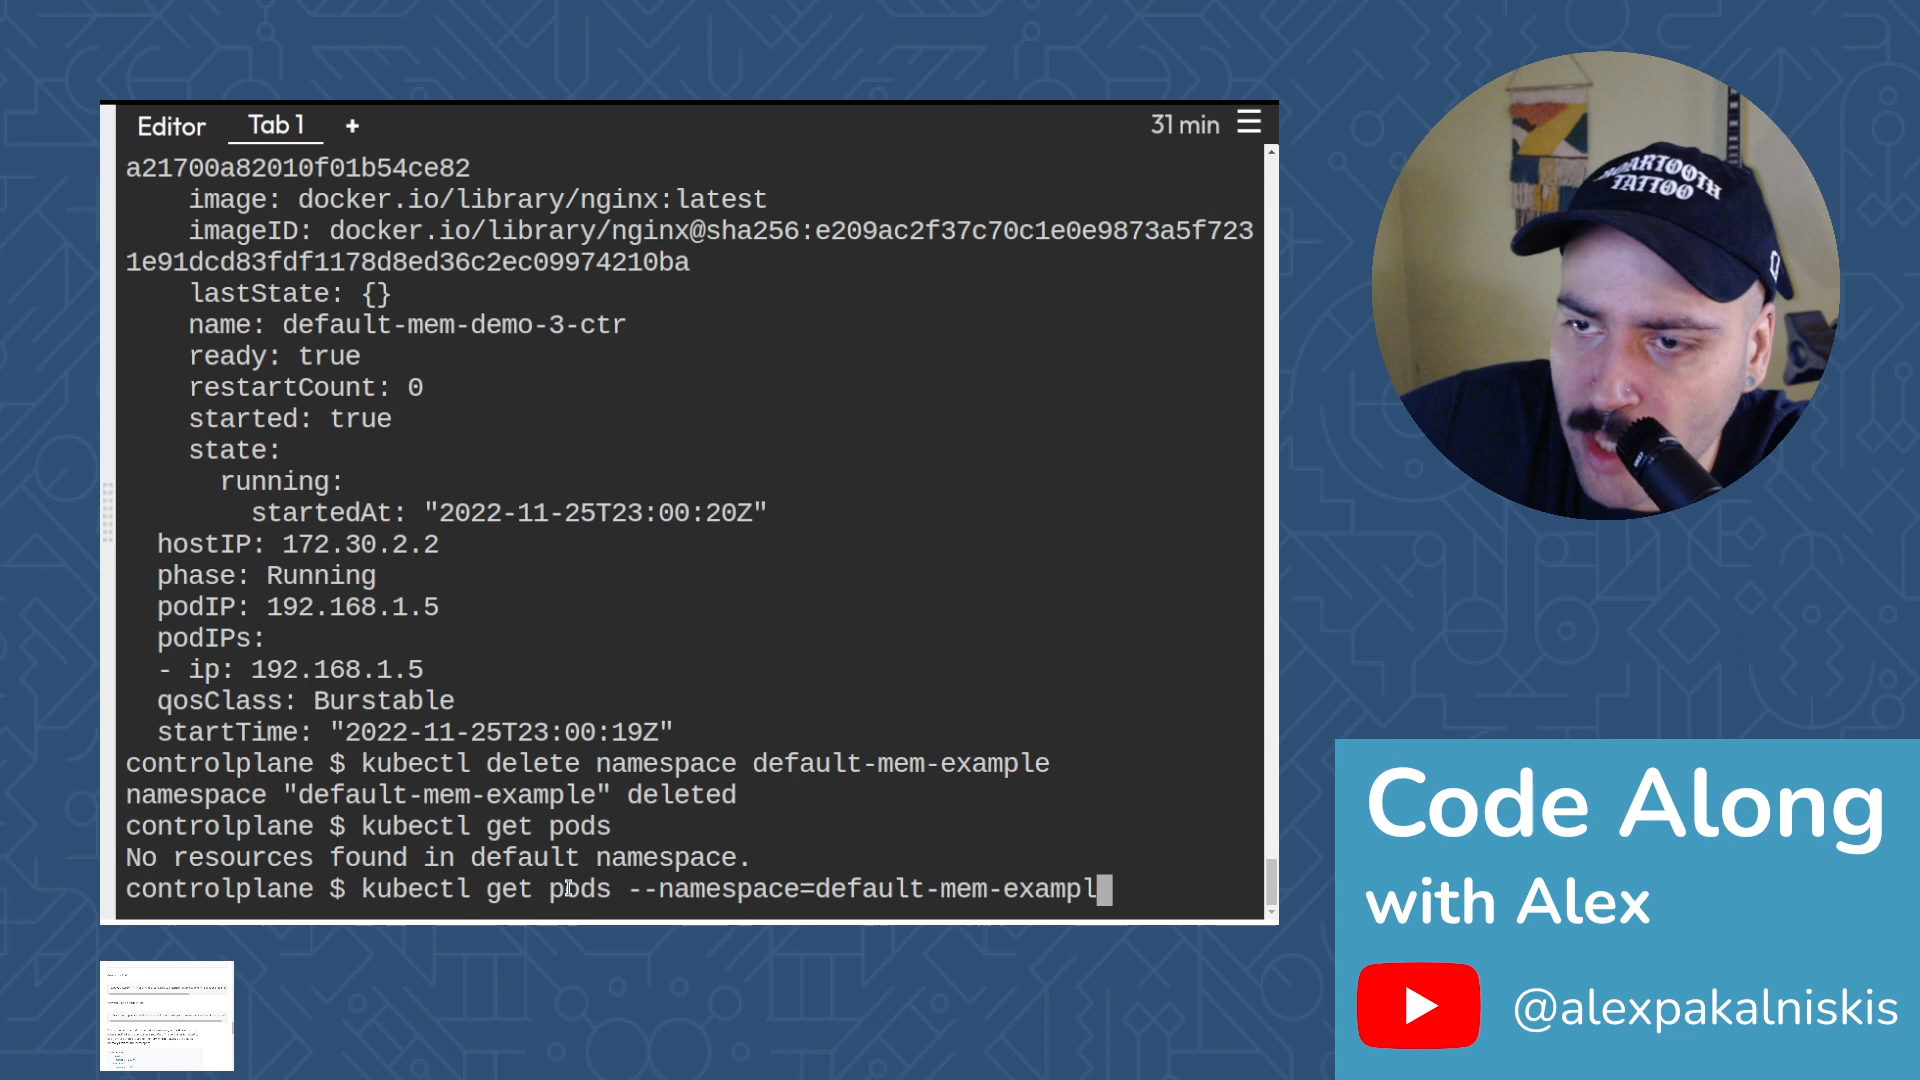 Editor Tab 1 + 31 min
a21700a82010f01b54ce82
image: docker.io/library/nginx:latest
imageID: docker.io/library/nginx@sha256:e209ac2f37c70c1e0e9873a5f723
1e91dcd83fdf1178d8ed36c2ec09974210ba
lastState: {}
name: default-mem-demo-3-ctr
ready: true
restartCount: 0
started: true
state:
running:
startedAt: "2022-11-25T23:00:20Z"
hostIP: 172.30.2.2
phase: Running
podIP: 192.168.1.5
podIPs:
- ip: 192.168.1.5
qosClass: Burstable
startTime: "2022-11-25T23:00:19Z"
controlplane $ kubectl delete namespace default-mem-example
namespace "default-mem-example" deleted
controlplane $ kubectl get pods
No resources found in default namespace.
controlplane $ kubectl get pods --namespace=default-mem-exampl
TATTOO
Code Along
with Alex
@alexpakalniskis